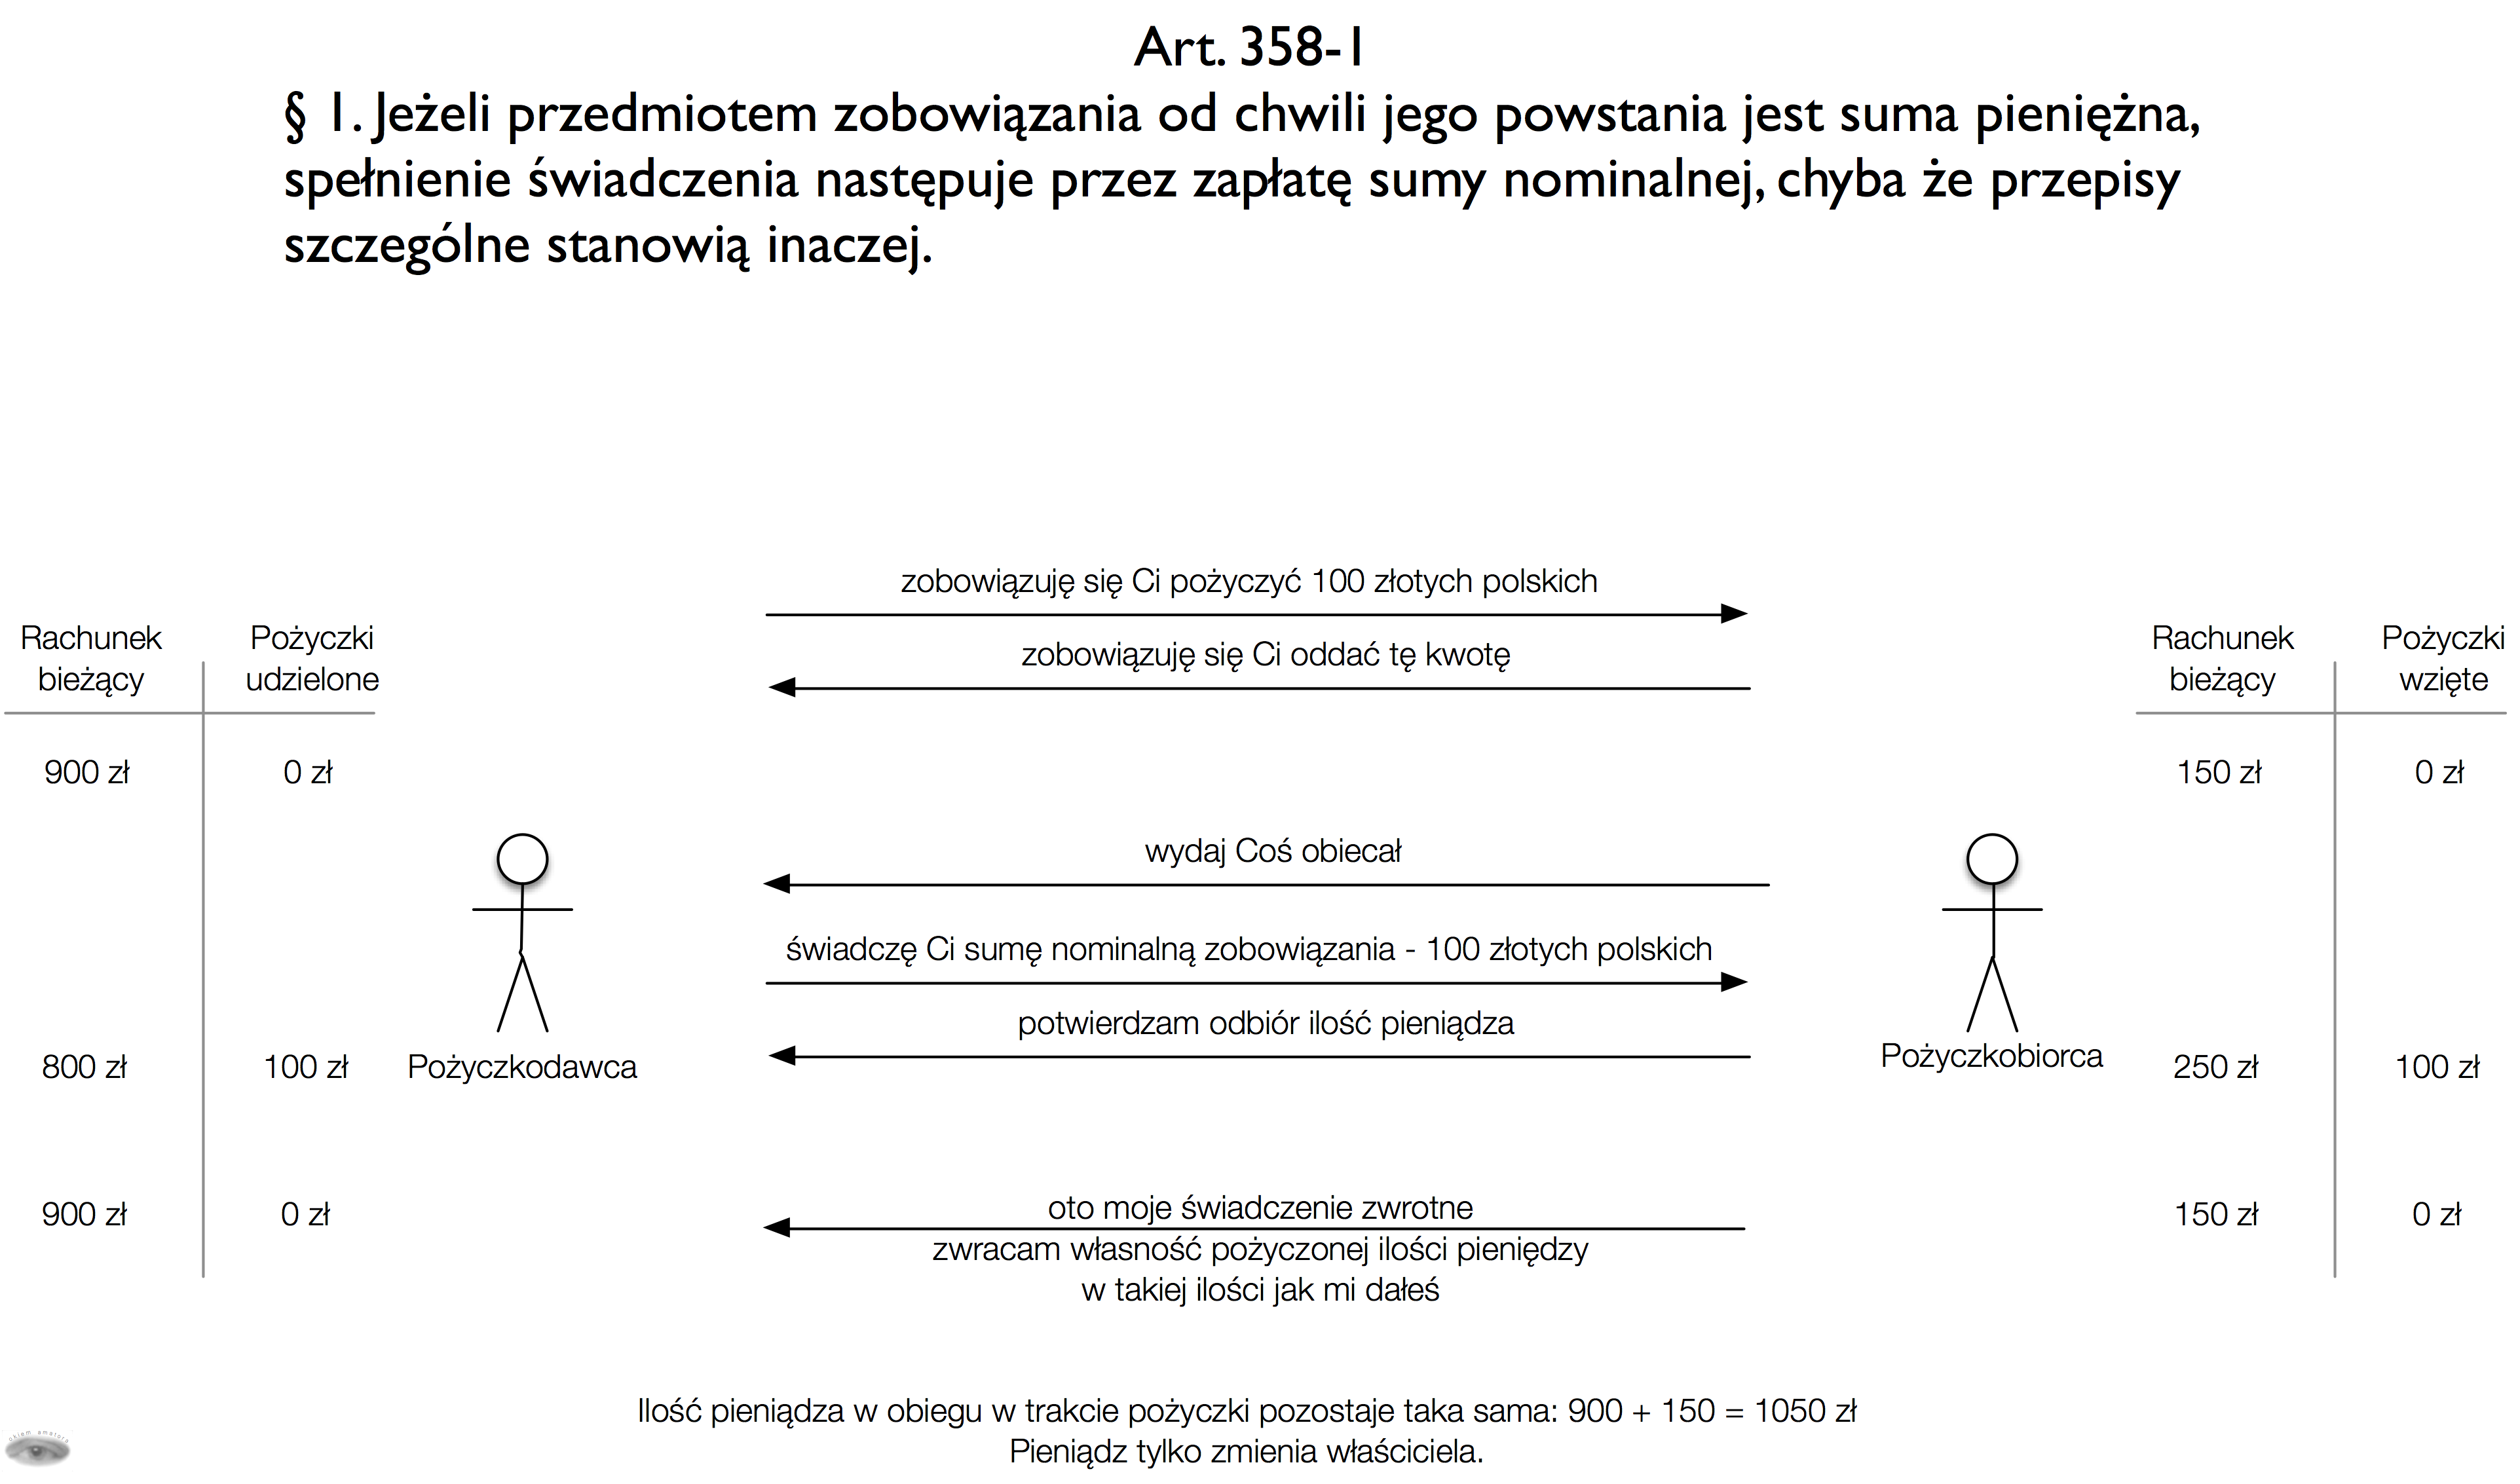 Art. 358-1
§ 1. Jeżeli przedmiotem zobowiązania od chwili jego powstania jest suma pieniężna,
spełnienie świadczenia następuje przez zapłatę sumy nominalnej, chyba że przepisy
szczególne stanowią inaczej.
zobowiązuję się Ci pożyczyć 100 złotych polskich
Rachunek
bieżący
Pożyczki
udzielone
zobowiązuję się Ci oddać tę kwotę
Rachunek
bieżący
Pożyczki
wzięte
900 zł
0 zł
150 zł
0 zł
wydaj Coś obiecał
świadczę Ci sumę nominalną zobowiązania - 100 złotych polskich
potwierdzam odbiór ilość pieniądza
800 zł
100 zł
Pożyczkodawca
Pożyczkobiorca
250 zł
100 zł
900 zł
0 zł
oto moje świadczenie zwrotne
zwracam własność pożyczonej ilości pieniędzy
w takiej ilości jak mi dałeś
150 zł
0 zł
Ilość pieniądza w obiegu w trakcie pożyczki pozostaje taka sama: 900 + 150 = 1050 zł
Pieniądz tylko zmienia właściciela.